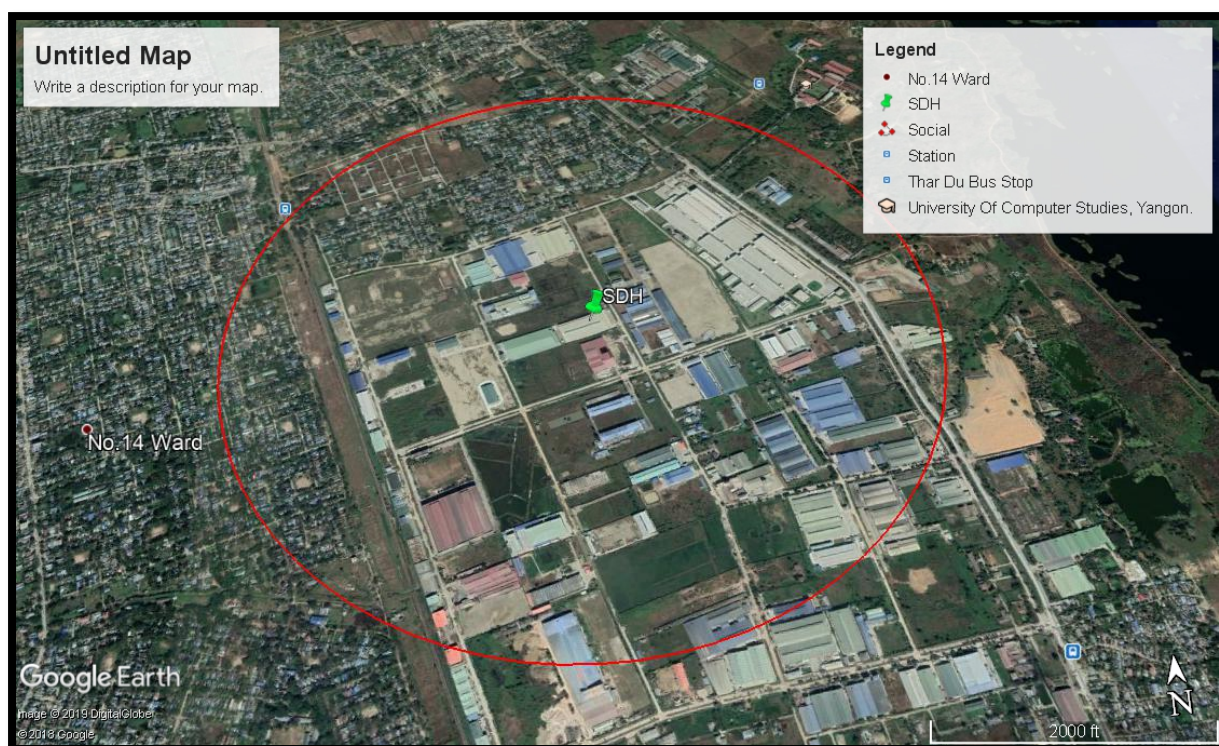 Untitled Map
Write a description for your map.
Legend
No.14 Ward
SDH
Social
Station
Thar Du Bus Stop
University Of Computer Studies, Yangon.
SDH
No.14 Ward
Google Earth
Image © 2019 DigitalGlobe
© 2018 Google
N
2000 ft